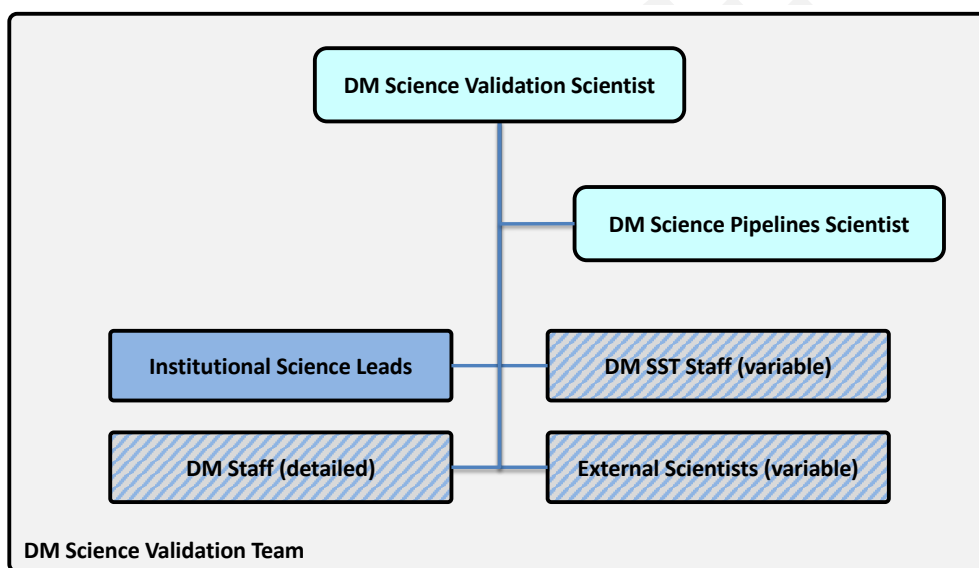 DM Science Validation Scientist
DM Science Pipelines Scientist
Institutional Science Leads
DM SST Staff (variable)
DM Staff (detailed)
External Scientists (variable)
DM Science Validation Team